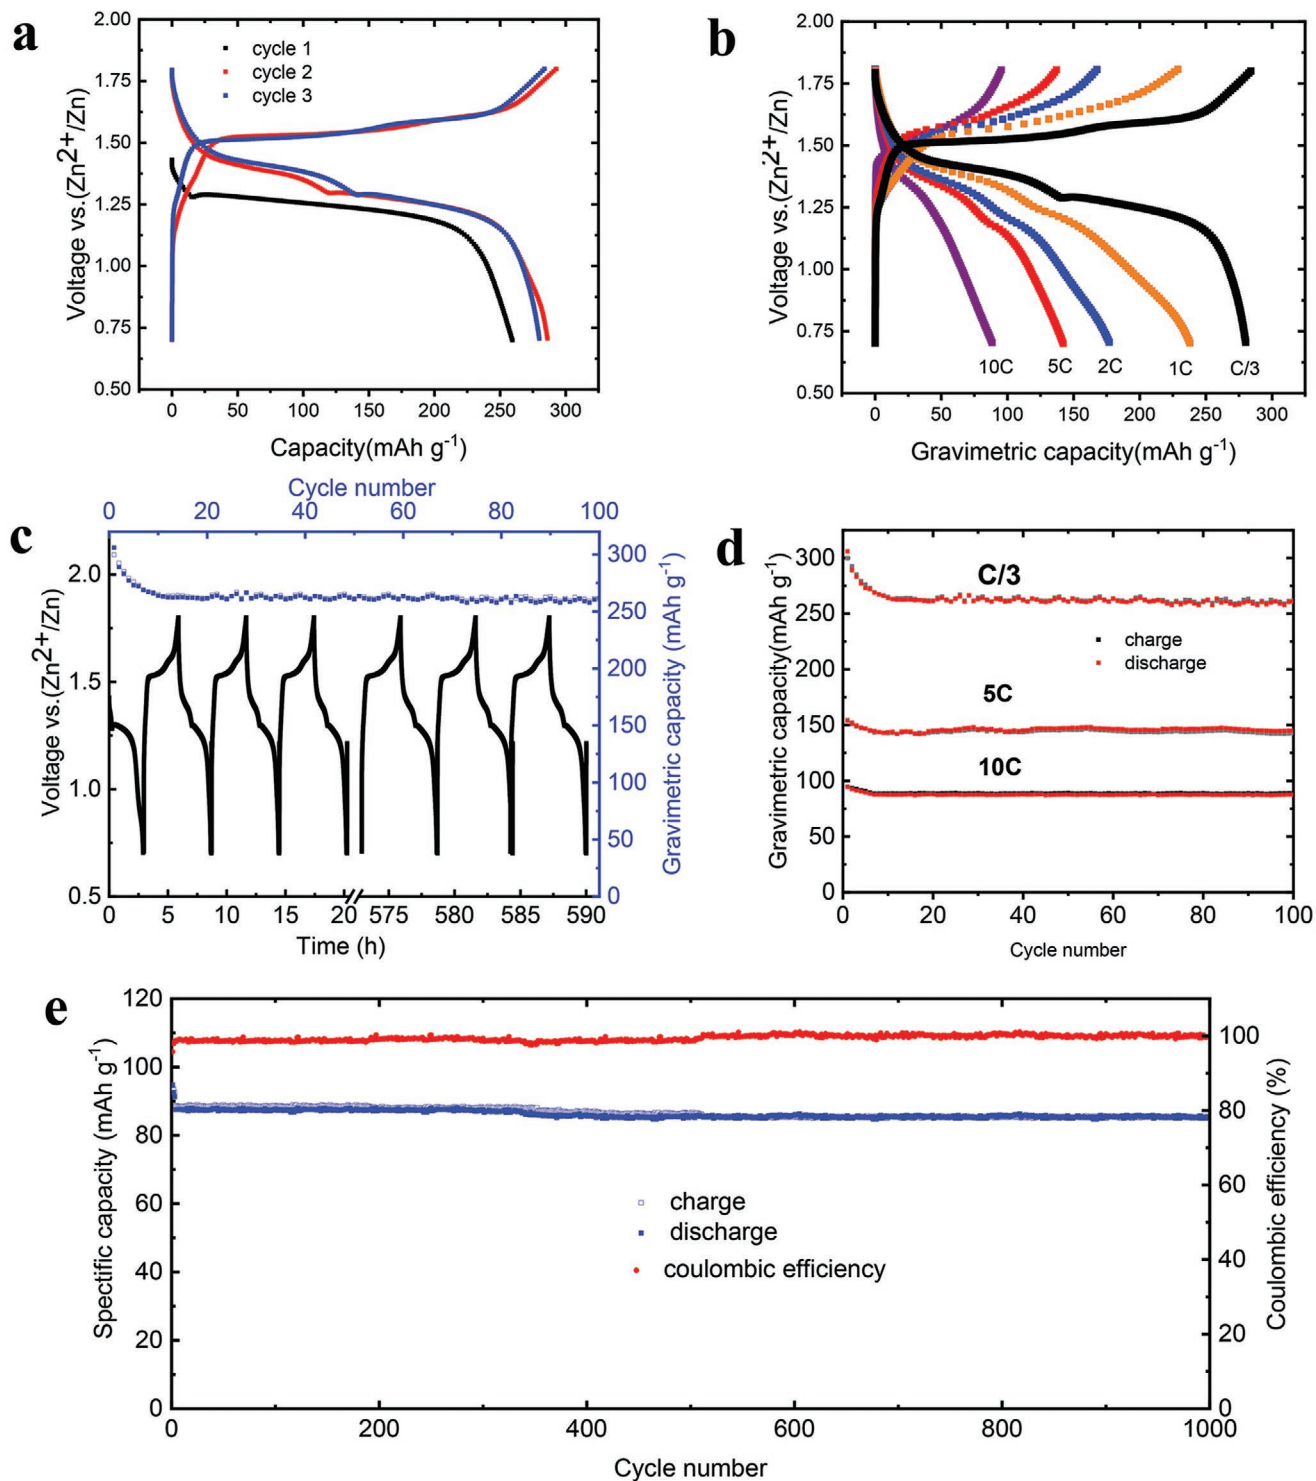 a
2.00
1.75
1.50
1.25
1.00
0.75
0.50
Voltage vs.(Zn2+/Zn)
cycle 1
cycle 2
cycle 3
0 50 100 150 200 250 300
Capacity(mAh g-1)
b
2.00
1.75
1.50
1.25
1.00
0.75
0.50
Voltage vs.(Zn2+/Zn)
10C 5C 2C 1C C/3
0 50 100 150 200 250 300
Gravimetric capacity(mAh g-1)
c
Cycle number
0 20 40 60 80 100
2.0
1.5
1.0
0.5
Voltage vs.(Zn2+/Zn)
300
250
200
150
100
50
0
Gravimetric capacity (mAh g-1)
0 5 10 15 20 575 580 585 590
Time (h)
d
300
250
200
150
100
50
0
Gravimetric capacity(mAh g-1)
C/3
charge
discharge
5C
10C
0 20 40 60 80 100
Cycle number
e
120
100
80
60
40
20
0
Spectific capacity (mAh g-1)
charge
discharge
coulombic efficiency
100
80
60
40
20
0
Coulombic efficiency (%)
0 200 400 600 800 1000
Cycle number